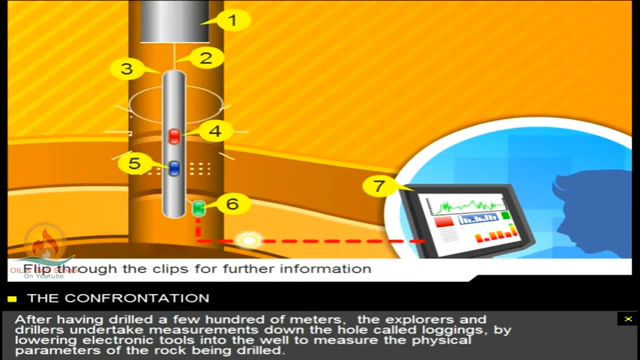 1
2
3
4
5
6
7
Flip through the clips for further information
On Youtube
THE CONFRONTATION
After having drilled a few hundred of meters, the explorers and
drillers undertake measurements down the hole called loggings, by
lowering electronic tools into the well to measure the physical
parameters of the rock being drilled.